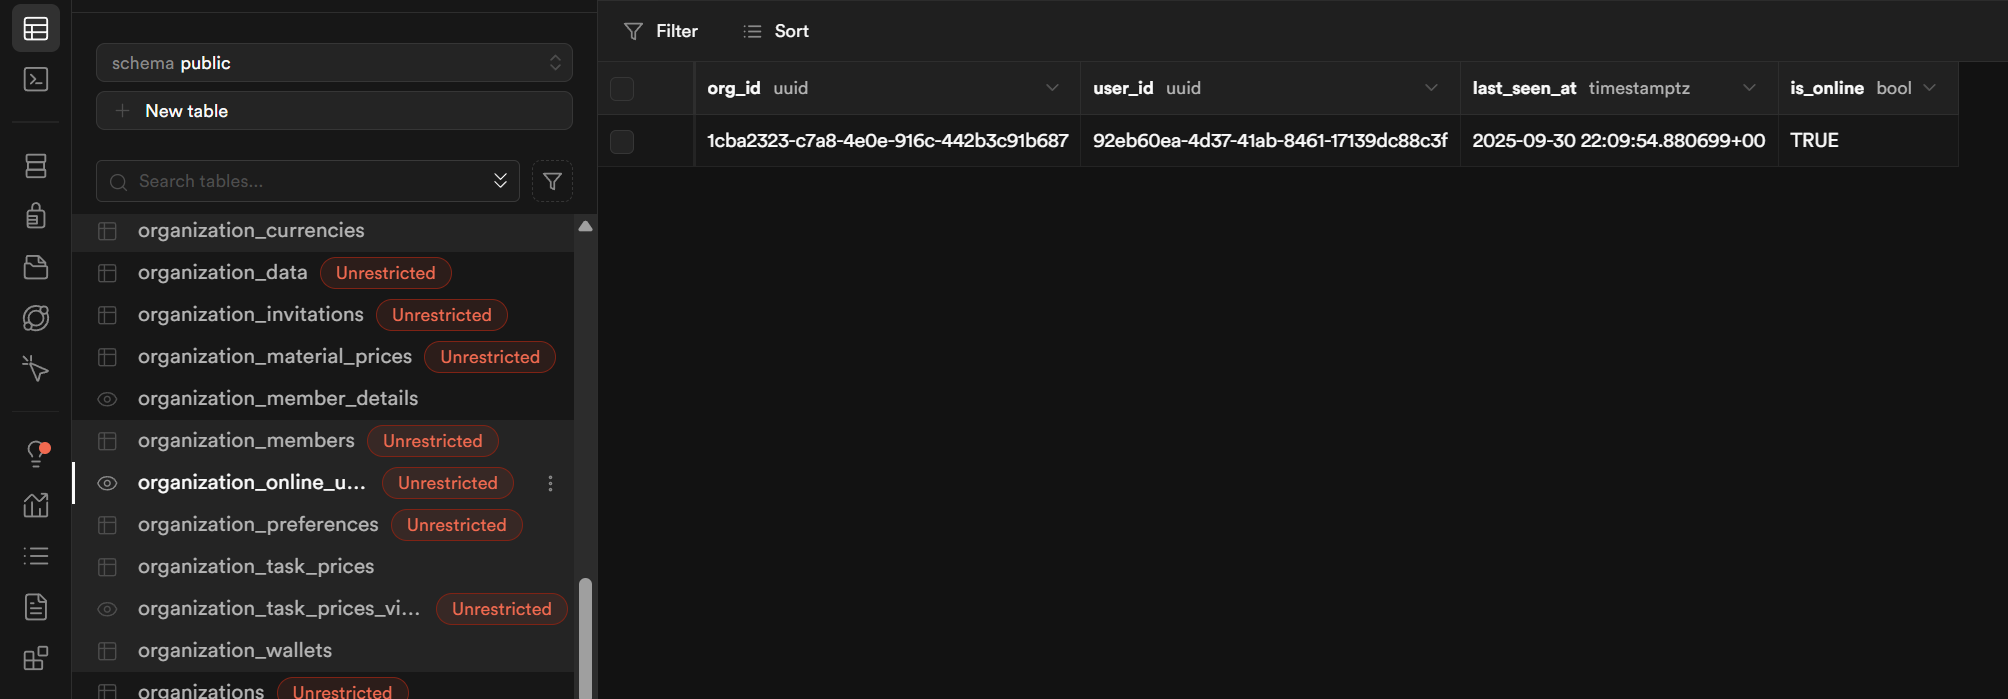 schema public
New table
Search tables...
organization_currencies
organization_data Unrestricted
organization_invitations Unrestricted
organization_material_prices Unrestricted
organization_member_details
organization_members Unrestricted
organization_online_u... Unrestricted
organization_preferences Unrestricted
organization_task_prices
organization_task_prices_vi... Unrestricted
organization_wallets
organizations Unrestricted
Filter Sort
org_id uuid user_id uuid last_seen_at timestamptz is_online bool
1cba2323-c7a8-4e0e-916c-442b3c91b687 92eb60ea-4d37-41ab-8461-17139dc88c3f 2025-09-30 22:09:54.880699+00 TRUE